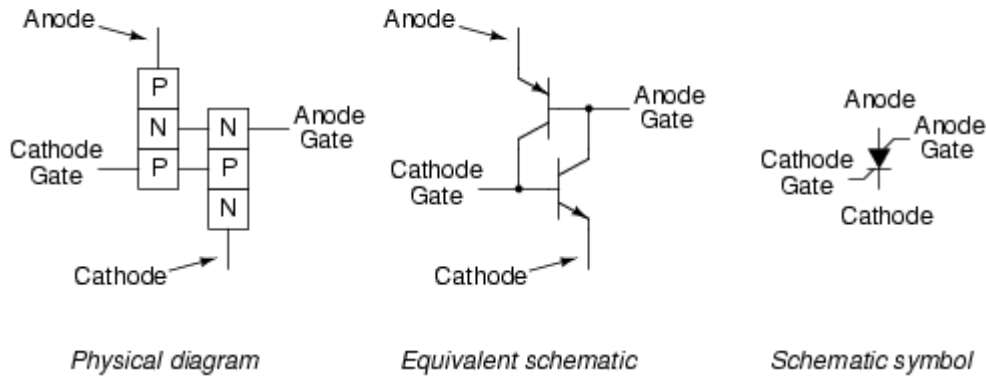 Anode
P
N
N
P
P
N
Anode
Gate
Cathode
Gate
Cathode
Physical diagram
Anode
Anode
Gate
Cathode
Gate
Cathode
Equivalent schematic
Anode
Anode
Gate
Cathode
Gate
Cathode
Schematic symbol